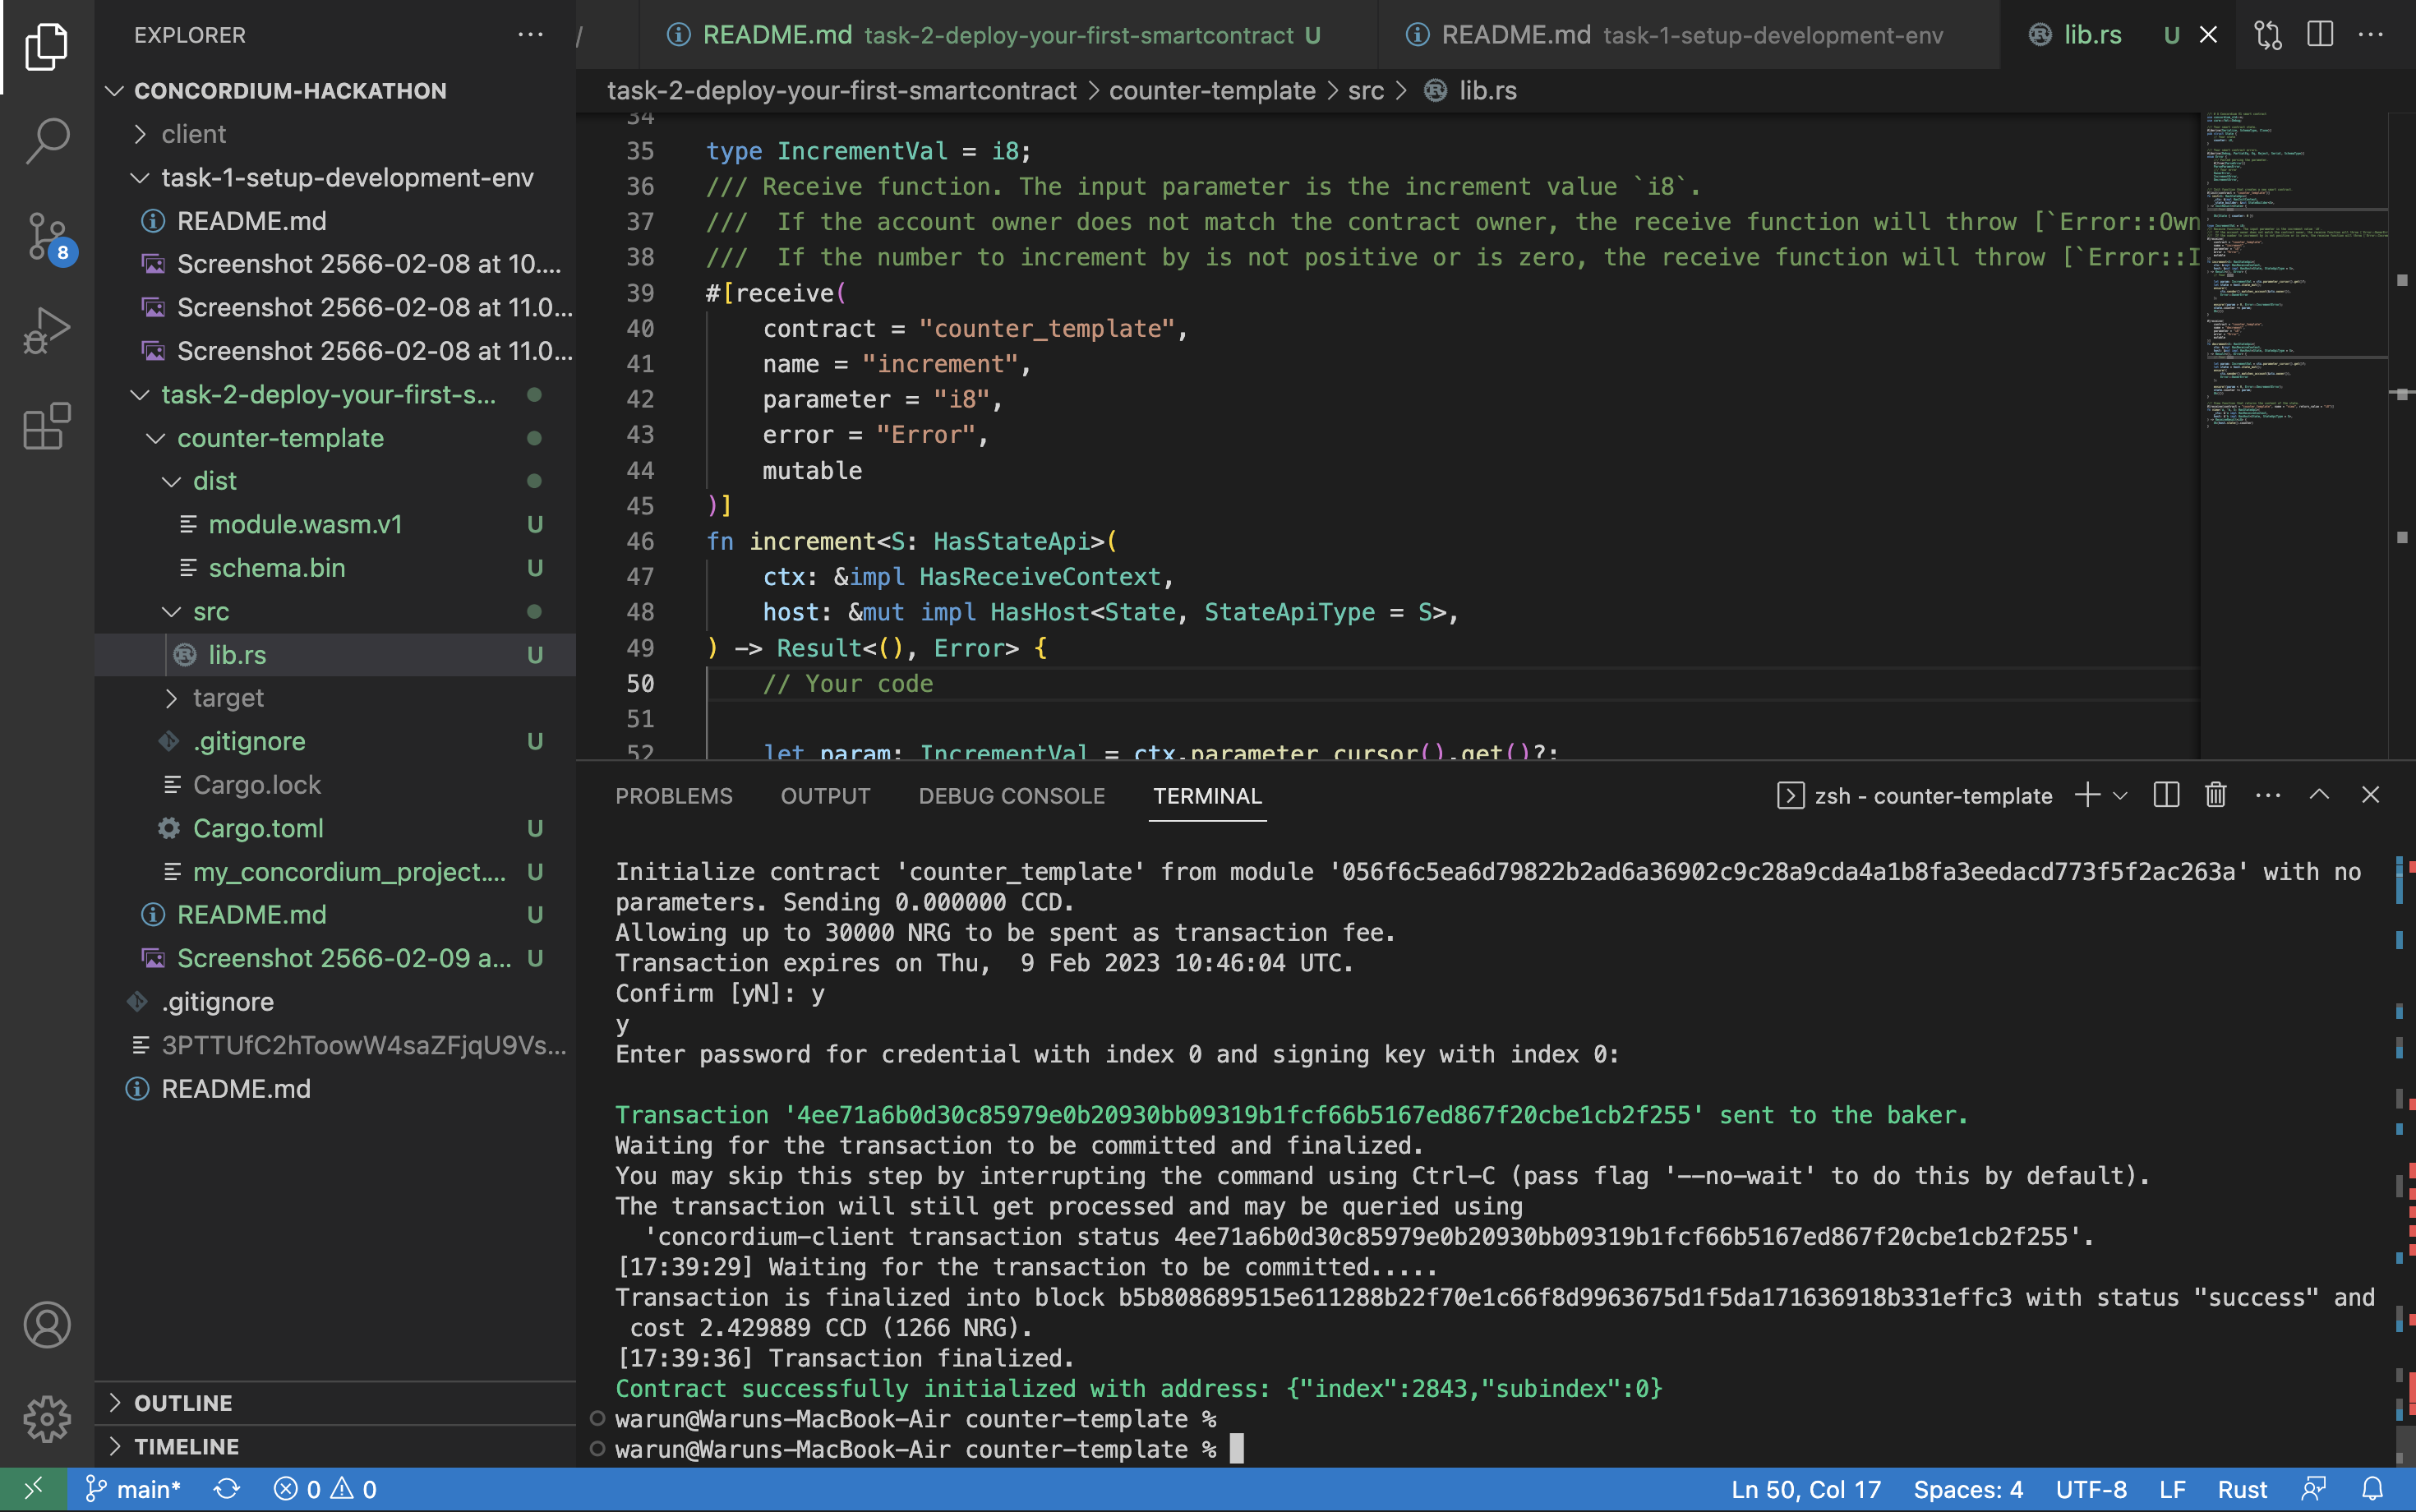 EXPLORER
CONCORDIUM-HACKATHON
client
task-1-setup-development-env
README.md
Screenshot 2566-02-08 at 10....
Screenshot 2566-02-08 at 11.0...
Screenshot 2566-02-08 at 11.0...
task-2-deploy-your-first-s...
counter-template
dist
module.wasm.v1 U
schema.bin U
src
lib.rs U
target
.gitignore U
Cargo.lock
Cargo.toml U
my_concordium_project.... U
README.md U
Screenshot 2566-02-09 a... U
.gitignore
3PTTUfC2hToowW4saZFjqU9Vs...
README.md
OUTLINE
TIMELINE
8
README.md task-2-deploy-your-first-smartcontract U
README.md task-1-setup-development-env
lib.rs U
task-2-deploy-your-first-smartcontract > counter-template > src > lib.rs
34
35 type IncrementVal = i8;
36 /// Receive function. The input parameter is the increment value `i8`.
37 ///  If the account owner does not match the contract owner, the receive function will throw [`Error::Own
38 ///  If the number to increment by is not positive or is zero, the receive function will throw [`Error::I
39 #[receive(
40     contract = "counter_template",
41     name = "increment",
42     parameter = "i8",
43     error = "Error",
44     mutable
45 )]
46 fn increment<S: HasStateApi>(
47     ctx: &impl HasReceiveContext,
48     host: &mut impl HasHost<State, StateApiType = S>,
49 ) -> Result<(), Error> {
50     // Your code
51
52     let param: IncrementVal = ctx.parameter_cursor().get()?;
PROBLEMS OUTPUT DEBUG CONSOLE TERMINAL
zsh - counter-template
Initialize contract 'counter_template' from module '056f6c5ea6d79822b2ad6a36902c9c28a9cda4a1b8fa3eedacd773f5f2ac263a' with no
parameters. Sending 0.000000 CCD.
Allowing up to 30000 NRG to be spent as transaction fee.
Transaction expires on Thu,  9 Feb 2023 10:46:04 UTC.
Confirm [yN]: y
y
Enter password for credential with index 0 and signing key with index 0:
Transaction '4ee71a6b0d30c85979e0b20930bb09319b1fcf66b5167ed867f20cbe1cb2f255' sent to the baker.
Waiting for the transaction to be committed and finalized.
You may skip this step by interrupting the command using Ctrl-C (pass flag '--no-wait' to do this by default).
The transaction will still get processed and may be queried using
'concordium-client transaction status 4ee71a6b0d30c85979e0b20930bb09319b1fcf66b5167ed867f20cbe1cb2f255'.
[17:39:29] Waiting for the transaction to be committed.....
Transaction is finalized into block b5b808689515e611288b22f70e1c66f8d9963675d1f5da171636918b331effc3 with status "success" and
cost 2.429889 CCD (1266 NRG).
[17:39:36] Transaction finalized.
Contract successfully initialized with address: {"index":2843,"subindex":0}
warun@Waruns-MacBook-Air counter-template %
warun@Waruns-MacBook-Air counter-template %
main* 0 0
Ln 50, Col 17 Spaces: 4 UTF-8 LF Rust